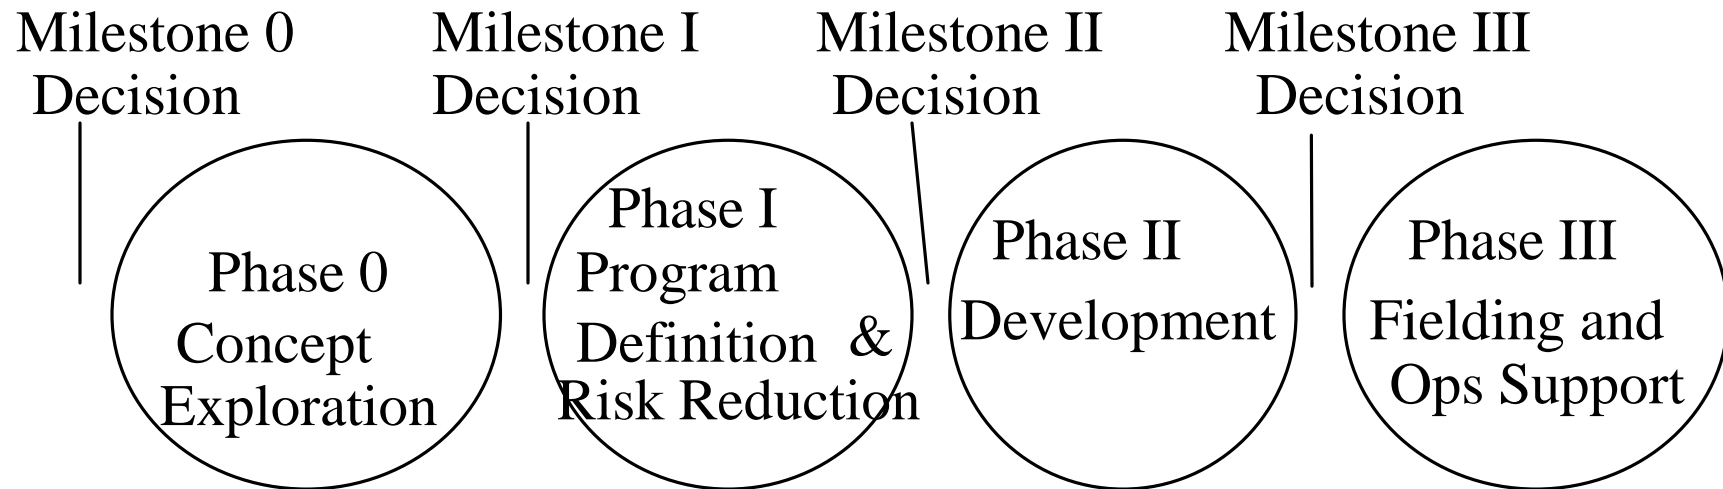 Milestone 0
Decision
Milestone I
Decision
Milestone II
Decision
Milestone III
Decision
Phase 0
Concept
Exploration
Phase I
Program
Definition &
Risk Reduction
Phase II
Development
Phase III
Fielding and
Ops Support